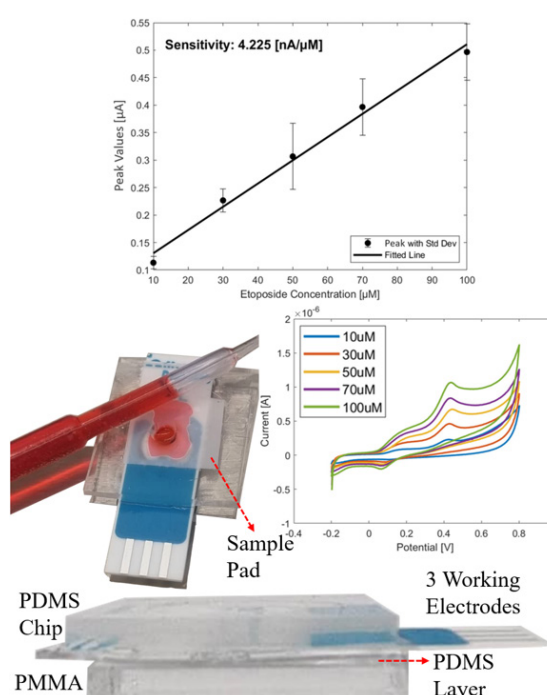 Sensitivity: 4.225 [nA/µM]
Peak Values [µA]
0.55
0.5
0.45
0.4
0.35
0.3
0.25
0.2
0.15
0.1
10 20 30 40 50 60 70 80 90 100
Etoposide Concentration [µM]
Peak with Std Dev
Fitted Line
×10⁻⁶
Current [A]
2
1.5
1
0.5
0
-0.5
-1
-0.4 -0.2 0 0.2 0.4 0.6 0.8
Potential [V]
10uM
30uM
50uM
70uM
100uM
Sample
Pad
PDMS
Chip
3 Working
Electrodes
PMMA
PDMS
Layer